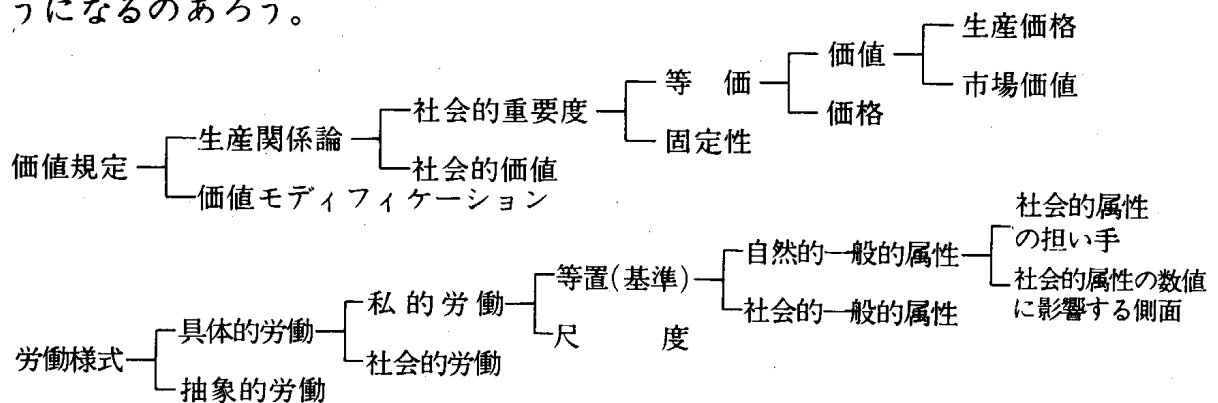 うになるのあろう。
生産価格
価値
等 価
市場価値
社会的重要度
価格
生産関係論
固定性
価値規定
社会的価値
価値モディフィケーション
社会的属性
の担い手
自然的一般的属性
等置(基準)
社会的属性の数値
に影響する側面
私的労働
社会的一般的属性
具体的労働
尺 度
労働様式
社会的労働
抽象的労働